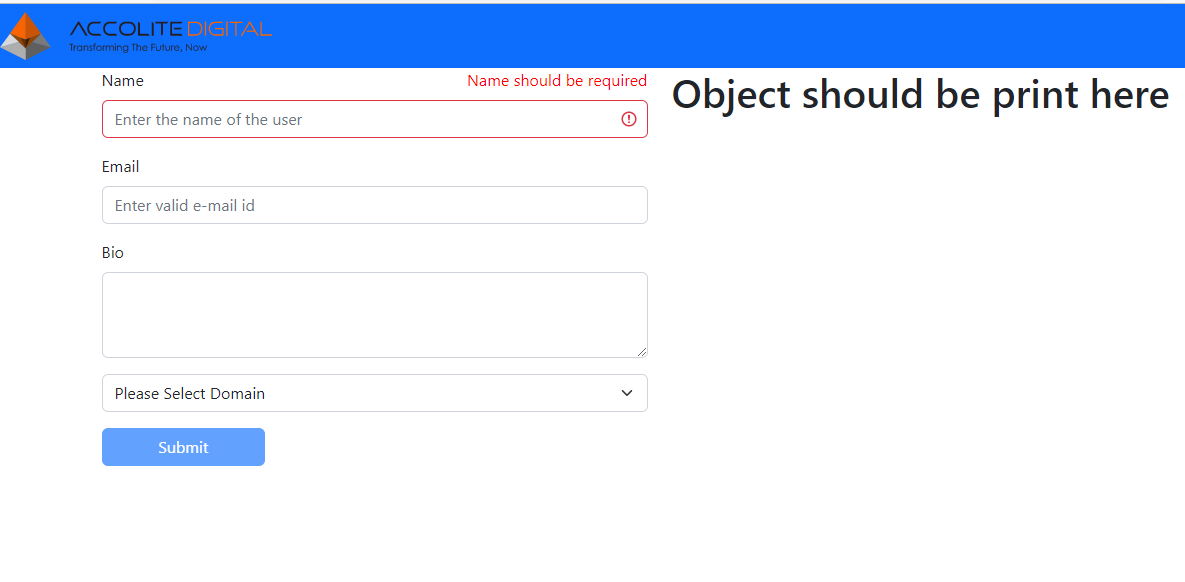 ACCOLITE DIGITAL
Transforming The Future, Now
Name
Name should be required
Object should be print here
Enter the name of the user
Email
Enter valid e-mail id
Bio
Please Select Domain
Submit